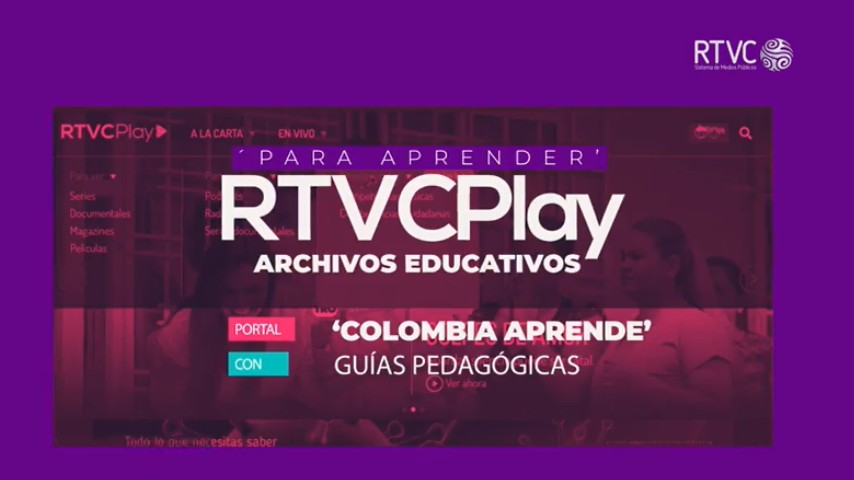 RTVC
Sistema de Medios Públicos
RTVCPlay
A LA CARTA
EN VIVO
´PARA APRENDER'
Series
Documentales
Magazines
Películas
RTVCPlay
ARCHIVOS EDUCATIVOS
PORTAL
‘COLOMBIA APRENDE’
CON
GUÍAS PEDAGÓGICAS
Ver ahora
Todo lo que necesitas saber